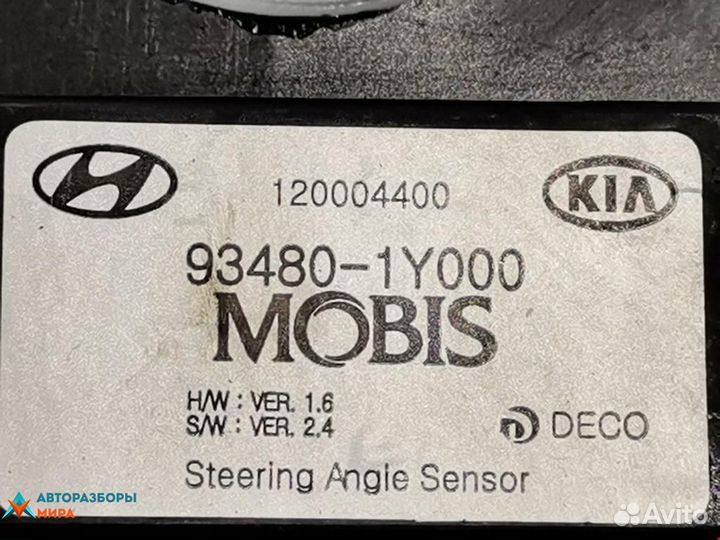 120004400
KIA
93480-1Y000
MOBIS
H/W : VER. 1.6
S/W : VER. 2.4
DECO
Steering Angle Sensor
АВТОРАЗБОРЫ
МИРА
Avito